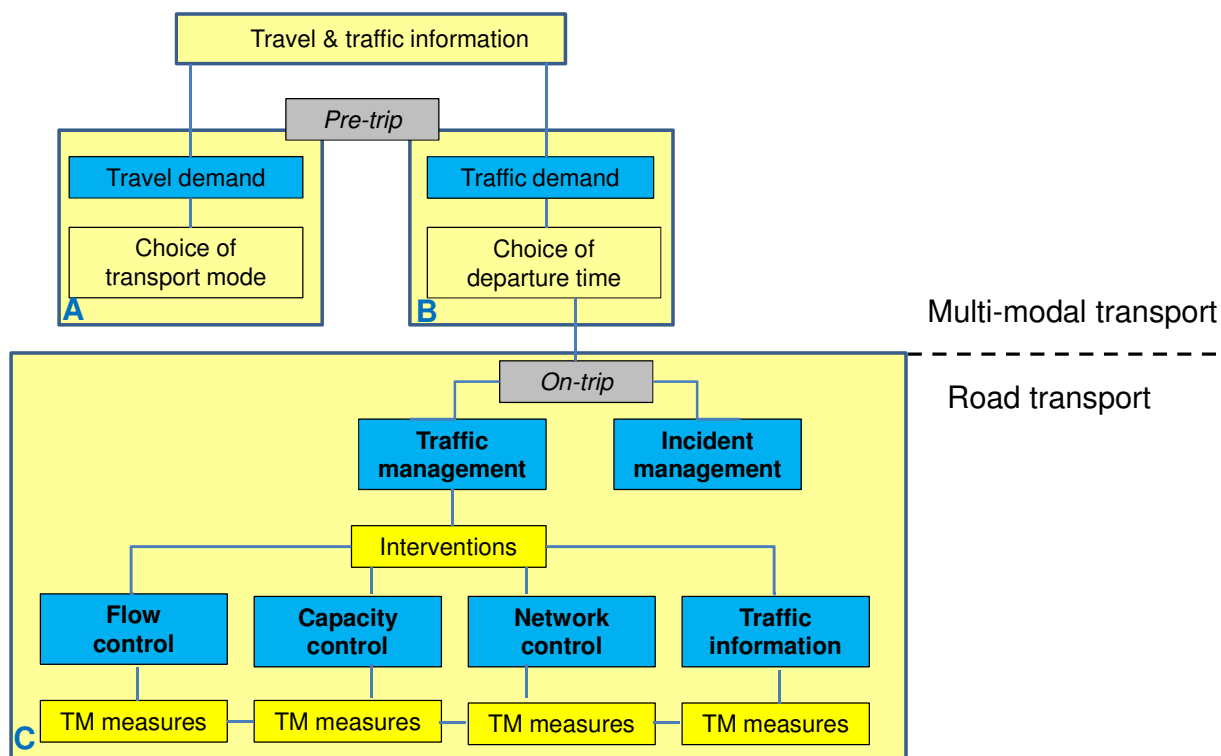 Travel & traffic information
Pre-trip
Travel demand
Traffic demand
Choice of
transport mode
Choice of
departure time
A
B
Multi-modal transport
Road transport
On-trip
Traffic
management
Incident
management
Interventions
Flow
control
Capacity
control
Network
control
Traffic
information
TM measures
TM measures
TM measures
TM measures
C